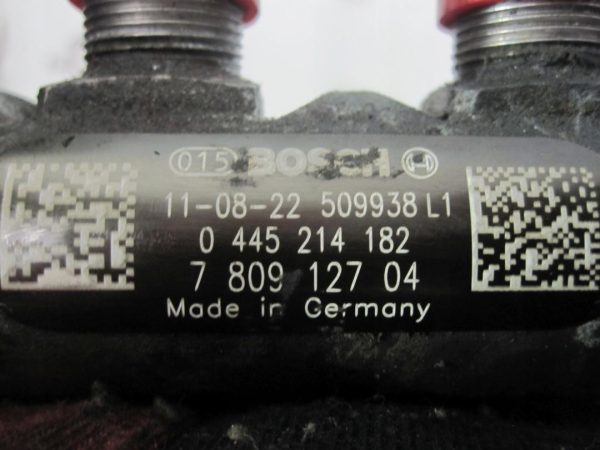 015 BOSCH
11-08-22 509938 L1
0 445 214 182
7 809 127 04
Made in Germany